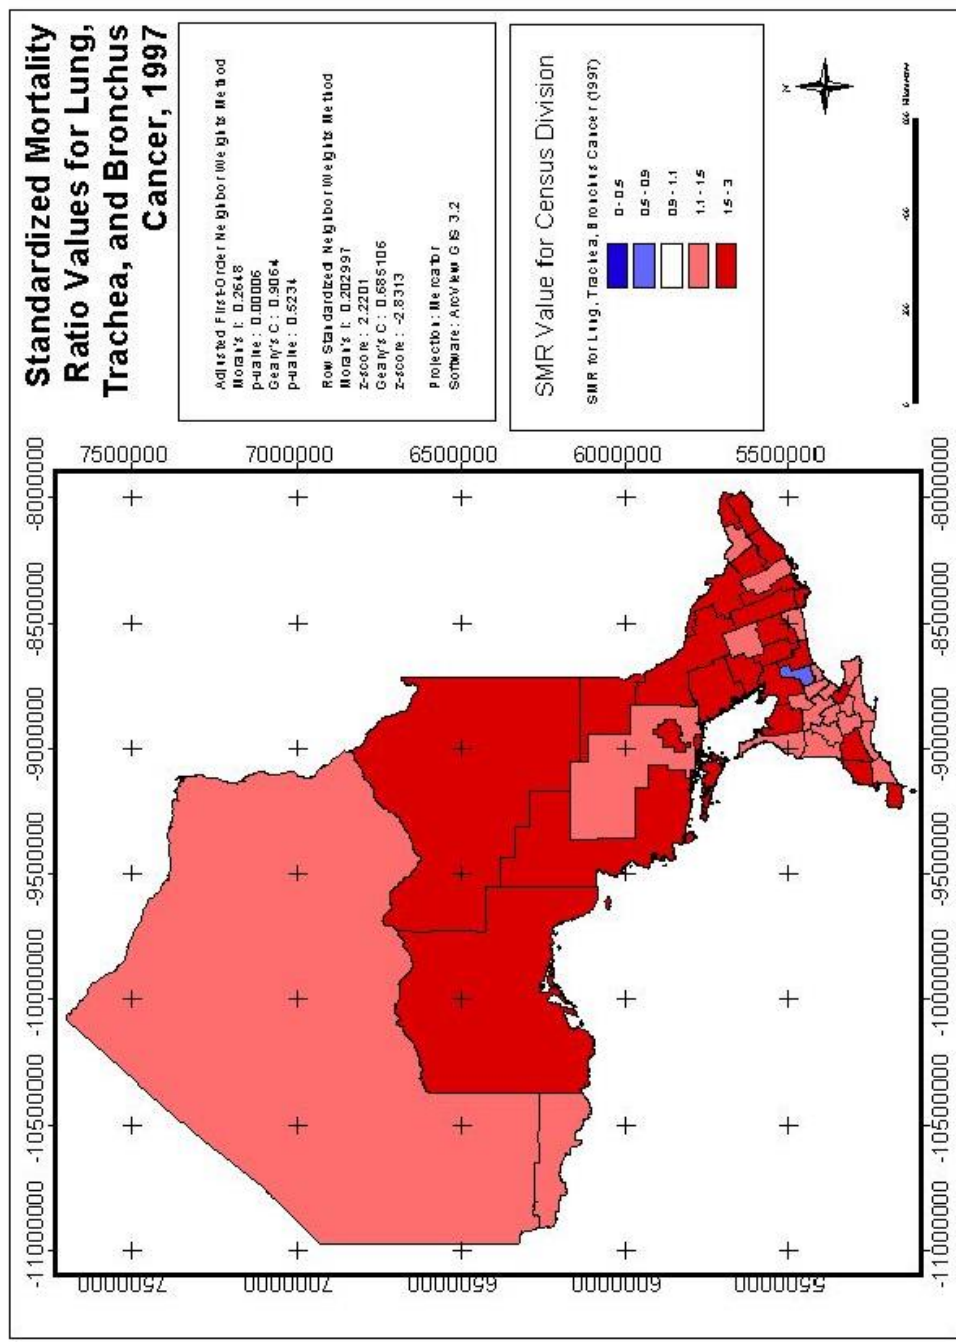 Standardized Mortality
Ratio Values for Lung,
Trachea, and Bronchus
Cancer, 1997
Adjusted First-Order Neighbor Weights Method
Moran's I: 0.2648
p-value: 0.00006
Geary's C: 0.9064
p-value: 0.5234
Row Standardized Neighbor Weights Method
Moran's I: 0.202997
z-score: 2.2201
Geary's C: 0.685106
z-score: -2.8313
Projection: Mercator
Software: ArcView GIS 3.2
SMR Value for Census Division
SMR for Lung, Trachea, Bronchus Cancer (1997)
0 - 0.5
0.5 - 0.9
0.9 - 1.1
1.1 - 1.5
1.5 - 3
N
0
-11000000
-10500000
-10000000
-9500000
-9000000
-8500000
-8000000
7500000
7000000
6500000
6000000
5500000
7500000
7000000
6500000
6000000
5500000
-11000000
-10500000
-10000000
-9500000
-9000000
-8500000
-8000000